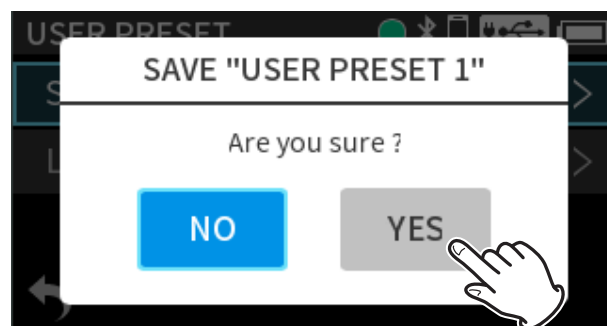 USER PRESET
SAVE "USER PRESET 1"
Are you sure ?
NO
YES